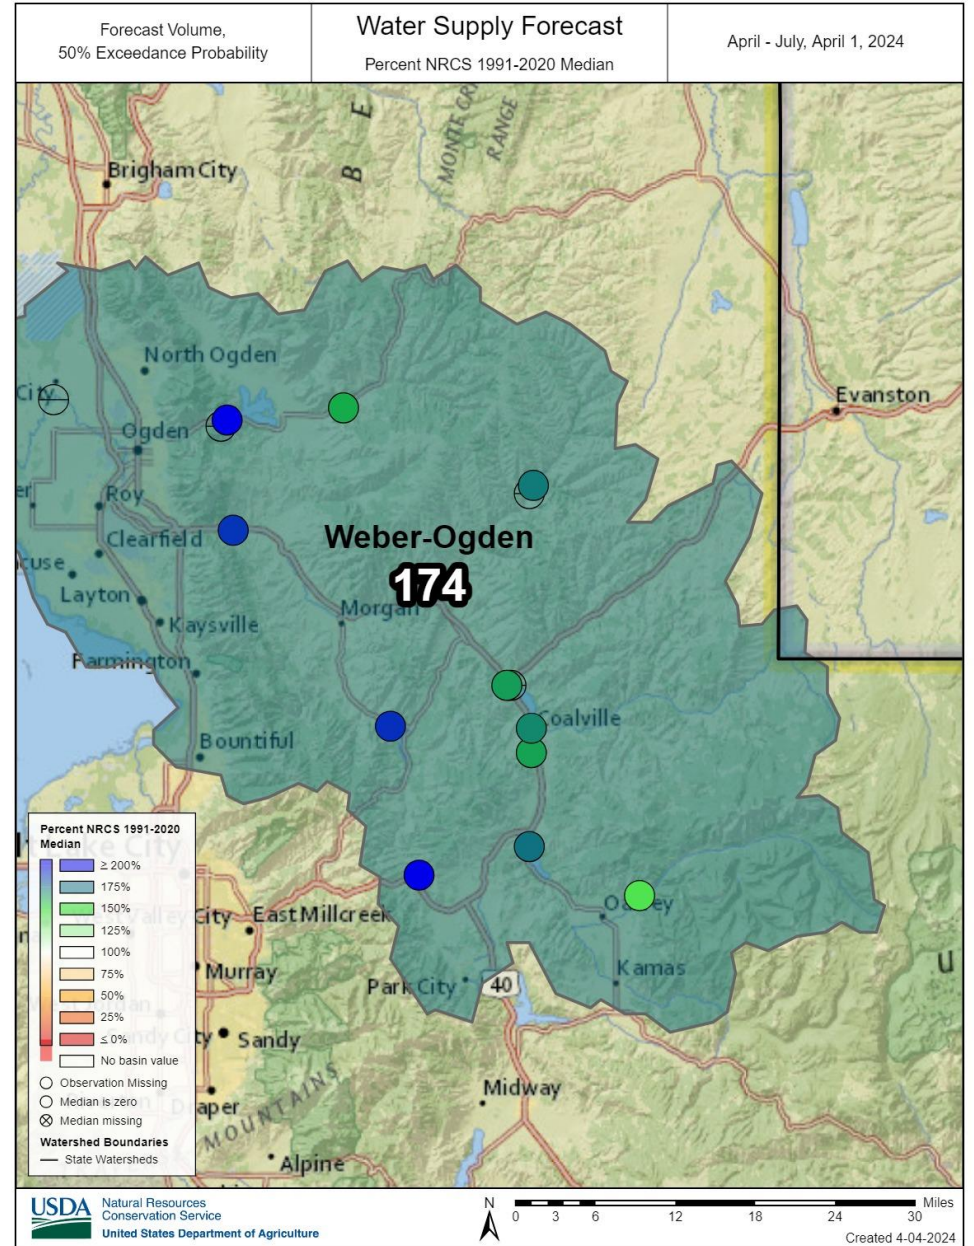 Forecast Volume,
50% Exceedance Probability
Water Supply Forecast
Percent NRCS 1991-2020 Median
April - July, April 1, 2024
B E
MONTE
RANGE
Brigham City
North Ogden
City
Evanston
Ogden
Roy
Clearfield
Weber-Ogden
174
Layton
Morgan
Kaysville
Farmington
Coalville
Bountiful
Percent NRCS 1991-2020
Median
≥ 200%
175%
150%
125%
100%
75%
50%
25%
≤ 0%
No basin value
Observation Missing
Median is zero
Median missing
Watershed Boundaries
State Watersheds
City
East Millcreek
Murray
Sandy
Draper
MOUNTAINS
Alpine
Park City
40
Kamas
U
Midway
USDA
Natural Resources
Conservation Service
United States Department of Agriculture
N
0 3 6 12 18 24 30
Miles
Created 4-04-2024